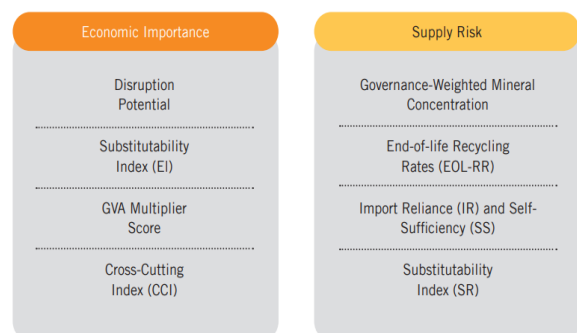 Economic Importance
Disruption
Potential
Substitutability
Index (EI)
GVA Multiplier
Score
Cross-Cutting
Index (CCI)
Supply Risk
Governance-Weighted Mineral
Concentration
End-of-life Recycling
Rates (EOL-RR)
Import Reliance (IR) and Self-
Sufficiency (SS)
Substitutability
Index (SR)